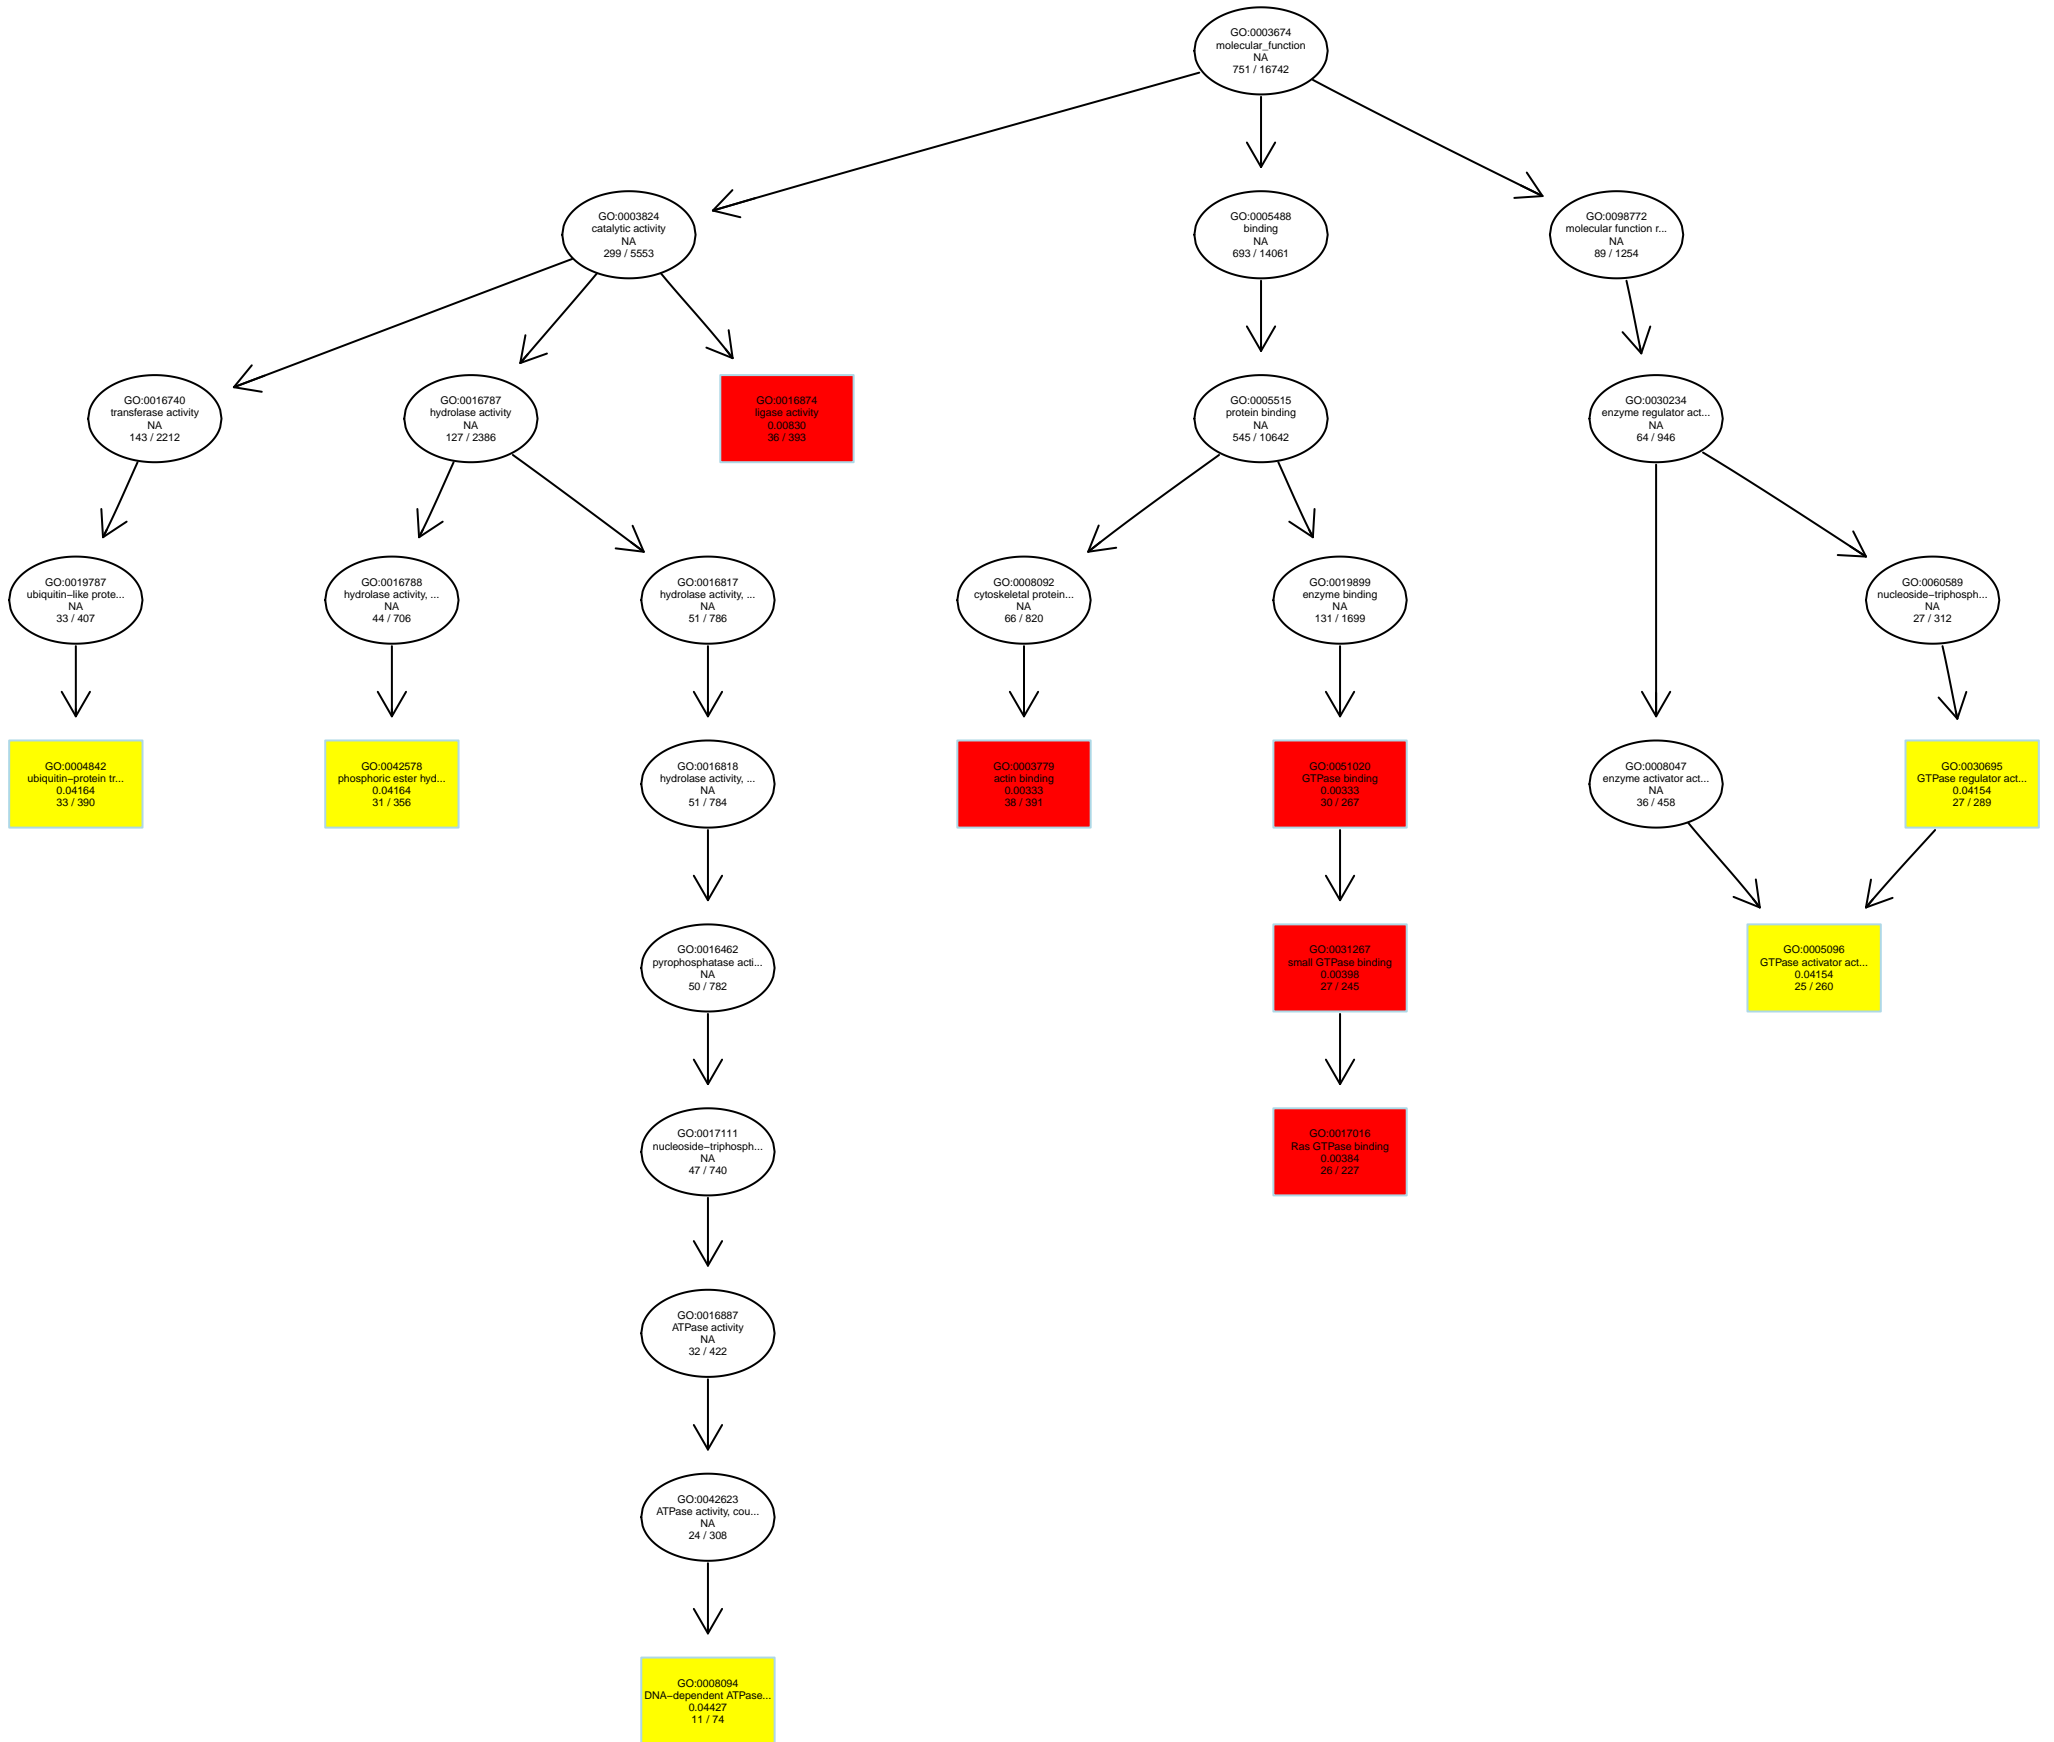 GO:0003674
molecular_function
NA
751 / 16742
GO:0003824
catalytic activity
NA
299 / 5553
GO:0005488
binding
NA
693 / 14061
GO:0098772
molecular function r...
NA
89 / 1254
GO:0016740
transferase activity
NA
143 / 2212
GO:0016787
hydrolase activity
NA
127 / 2386
GO:0016874
ligase activity
0.00830
36 / 393
GO:0005515
protein binding
NA
545 / 10642
GO:0030234
enzyme regulator act...
NA
64 / 946
GO:0019787
ubiquitin−like prote...
NA
33 / 407
GO:0016788
hydrolase activity, ...
NA
44 / 706
GO:0016817
hydrolase activity, ...
NA
51 / 786
GO:0008092
cytoskeletal protein...
NA
66 / 820
GO:0019899
enzyme binding
NA
131 / 1699
GO:0060589
nucleoside−triphosph...
NA
27 / 312
GO:0004842
ubiquitin−protein tr...
0.04164
33 / 390
GO:0042578
phosphoric ester hyd...
0.04164
31 / 356
GO:0016818
hydrolase activity, ...
NA
51 / 784
GO:0003779
actin binding
0.00333
38 / 391
GO:0051020
GTPase binding
0.00333
30 / 267
GO:0008047
enzyme activator act...
NA
36 / 458
GO:0030695
GTPase regulator act...
0.04154
27 / 289
GO:0016462
pyrophosphatase acti...
NA
50 / 782
GO:0031267
small GTPase binding
0.00398
27 / 245
GO:0005096
GTPase activator act...
0.04154
25 / 260
GO:0017111
nucleoside−triphosph...
NA
47 / 740
GO:0017016
Ras GTPase binding
0.00384
26 / 227
GO:0016887
ATPase activity
NA
32 / 422
GO:0042623
ATPase activity, cou...
NA
24 / 308
GO:0008094
DNA−dependent ATPase...
0.04427
11 / 74